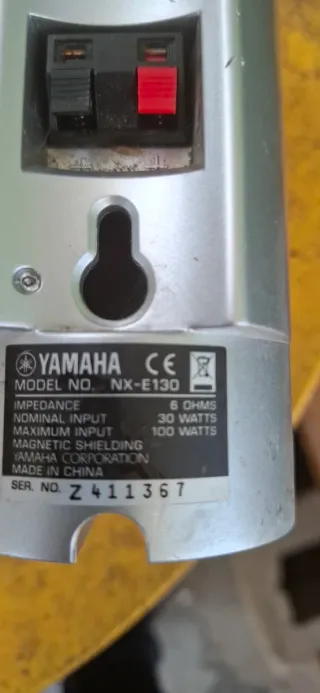 YAMAHA CE
MODEL NO. NX-E130
IMPEDANCE 6 OHMS
NOMINAL INPUT 30 WATTS
MAXIMUM INPUT 100 WATTS
MAGNETIC SHIELDING
YAMAHA CORPORATION
MADE IN CHINA
SER. NO. Z411367